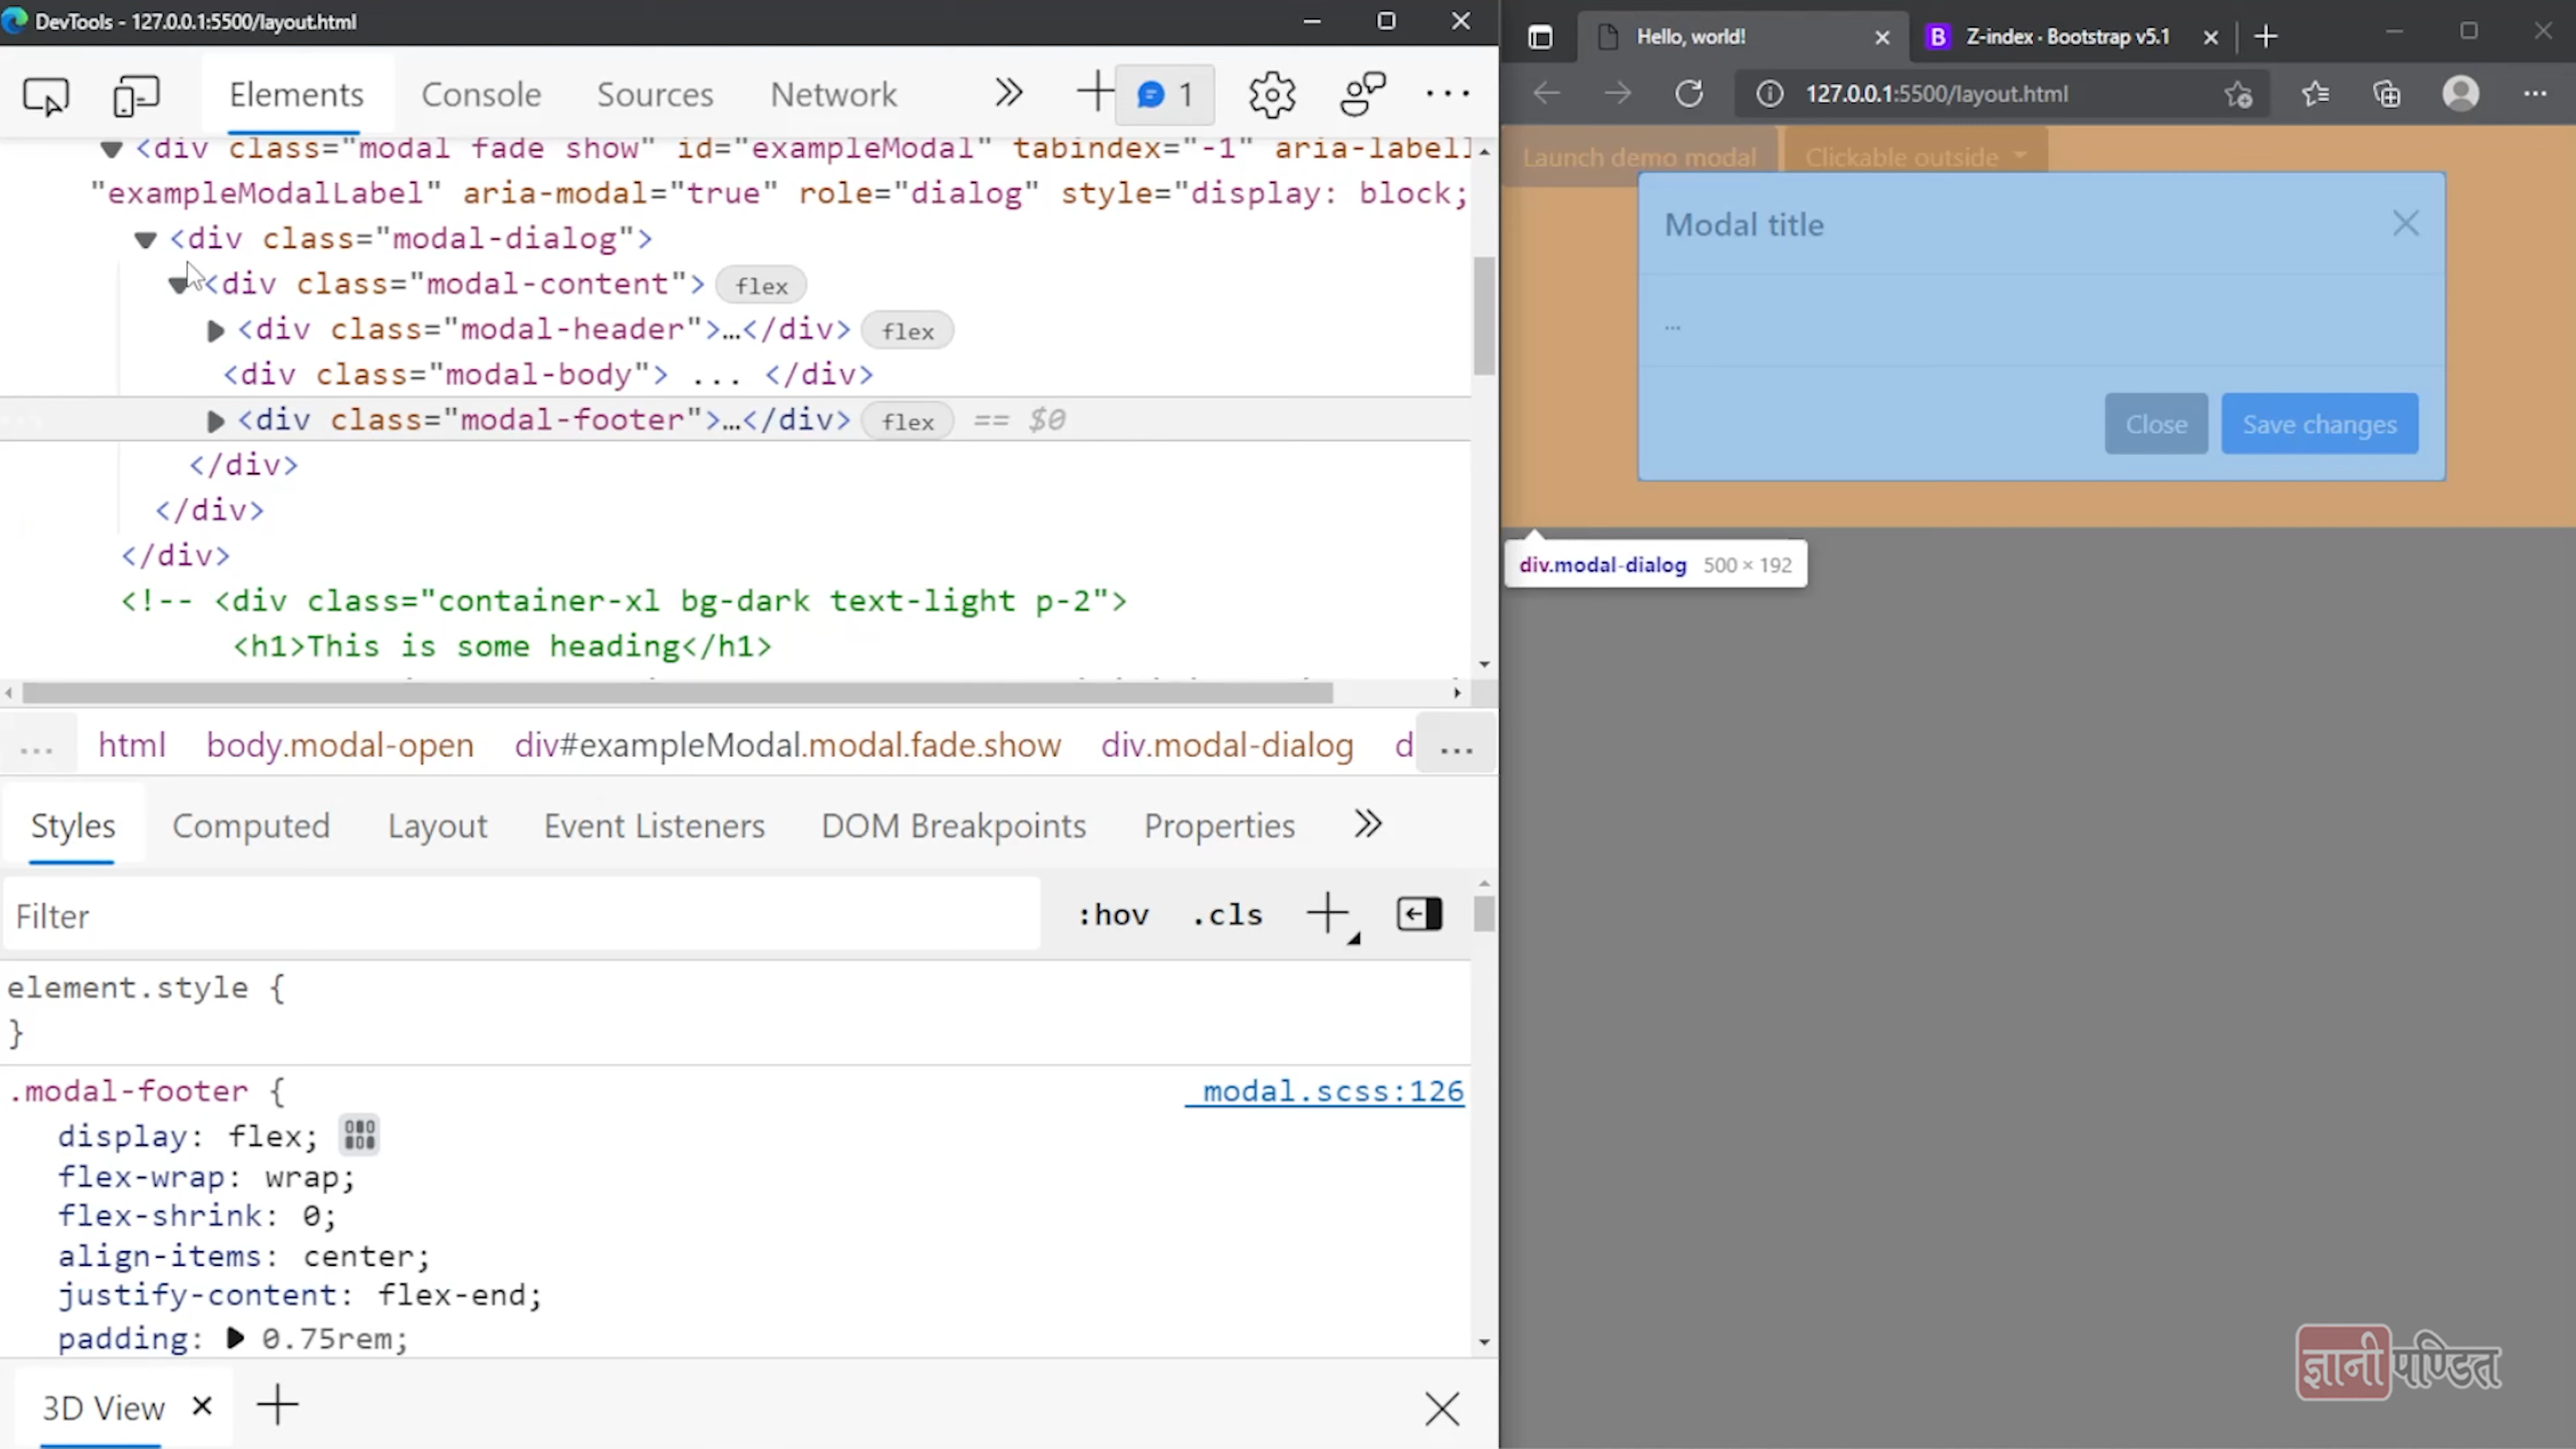 DevTools - 127.0.0.1:5500/layout.html
Elements Console Sources Network 1
<div class="modal fade show" id="exampleModal" tabindex="-1" aria-labell
"exampleModalLabel" aria-modal="true" role="dialog" style="display: block;
<div class="modal-dialog">
<div class="modal-content"> flex
<div class="modal-header">…</div> flex
<div class="modal-body"> ... </div>
<div class="modal-footer">…</div> flex == $0
</div>
</div>
</div>
<!-- <div class="container-xl bg-dark text-light p-2">
<h1>This is some heading</h1>
... html body.modal-open div#exampleModal.modal.fade.show div.modal-dialog d ...
Styles Computed Layout Event Listeners DOM Breakpoints Properties
Filter :hov .cls
element.style {
}
.modal-footer { _modal.scss:126
display: flex;
flex-wrap: wrap;
flex-shrink: 0;
align-items: center;
justify-content: flex-end;
padding: 0.75rem;
3D View
Hello, world! B Z-index · Bootstrap v5.1
127.0.0.1:5500/layout.html
Launch demo modal Clickable outside
Modal title
...
Close Save changes
div.modal-dialog 500 × 192
ज्ञानी पण्डित